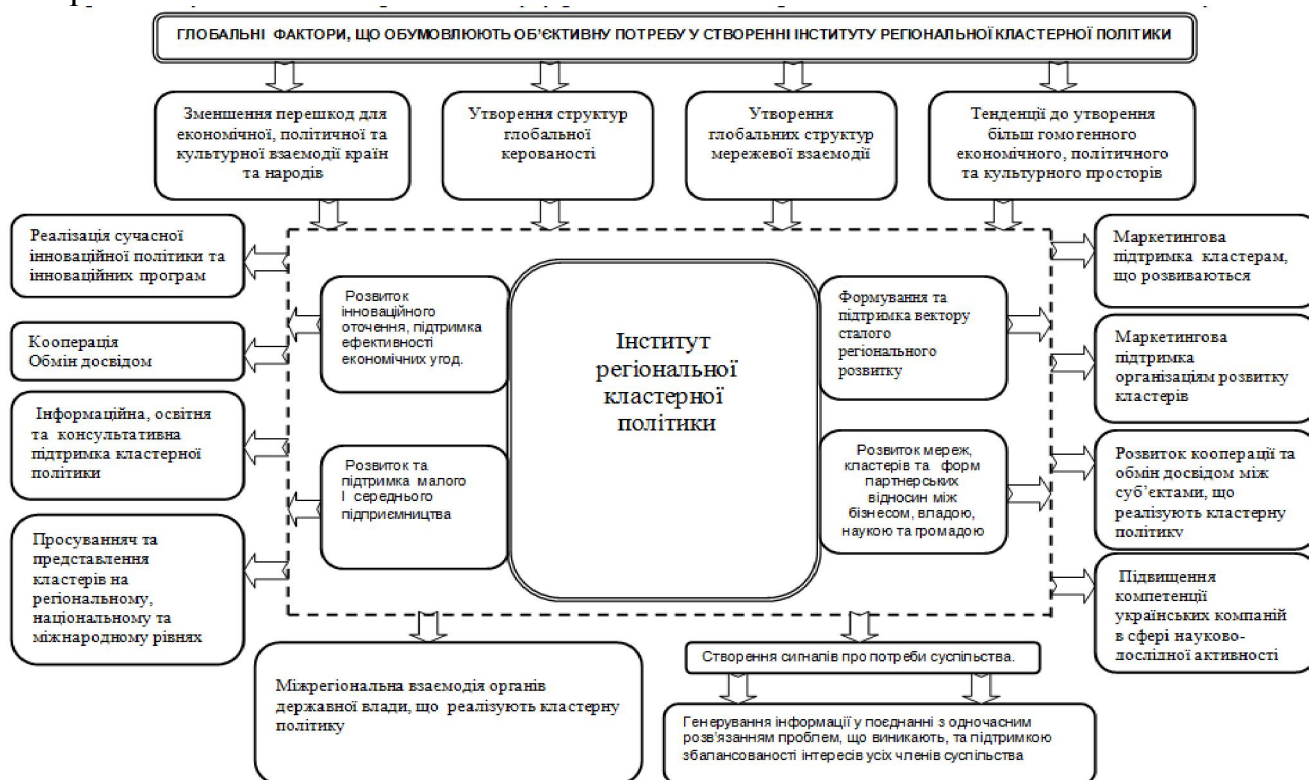 ГЛОБАЛЬНІ ФАКТОРИ, ЩО ОБУМОВЛЮЮТЬ ОБ’ЄКТИВНУ ПОТРЕБУ У СТВОРЕННІ ІНСТИТУТУ РЕГІОНАЛЬНОЇ КЛАСТЕРНОЇ ПОЛІТИКИ
Зменшення перешкод для
економічної, політичної та
культурної взаємодії країн
та народів
Утворення структур
глобальної
керованості
Утворення
глобальних структур
мережевої взаємодії
Тенденції до утворення
більш гомогенного
економічного, політичного
та культурного просторів
Реалізація сучасної
інноваційної політики та
інноваційних програм
Кооперація
Обмін досвідом
Інформаційна, освітня
та консультативна
підтримка кластерної
політики
Просуванняч та
представлення
кластерів на
регіональному,
національному та
міжнародному рівнях
Розвиток
інноваційного
оточення, підтримка
ефективності
економічних угод.
Розвиток та
підтримка малого
І середнього
підприємництва
Інститут
регіональної
кластерної
політики
Формування та
підтримка вектору
сталого
регіонального
розвитку
Розвиток мереж,
кластерів та форм
партнерських
відносин між
бізнесом, владою,
наукою та громадою
Маркетингова
підтримка кластерам,
що розвиваються
Маркетингова
підтримка
організаціям розвитку
кластерів
Розвиток кооперації та
обмін досвідом між
суб’єктами, що
реалізують кластерну
політику
Підвищення
компетенції
українських компаній
в сфері науково-
дослідної активності
Міжрегіональна взаємодія органів
державної влади, що реалізують кластерну
політику
Створення сигналів про потреби суспільства.
Генерування інформації у поєднанні з одночасним
розв’язанням проблем, що виникають, та підтримкою
збалансованості інтересів усіх членів суспільства